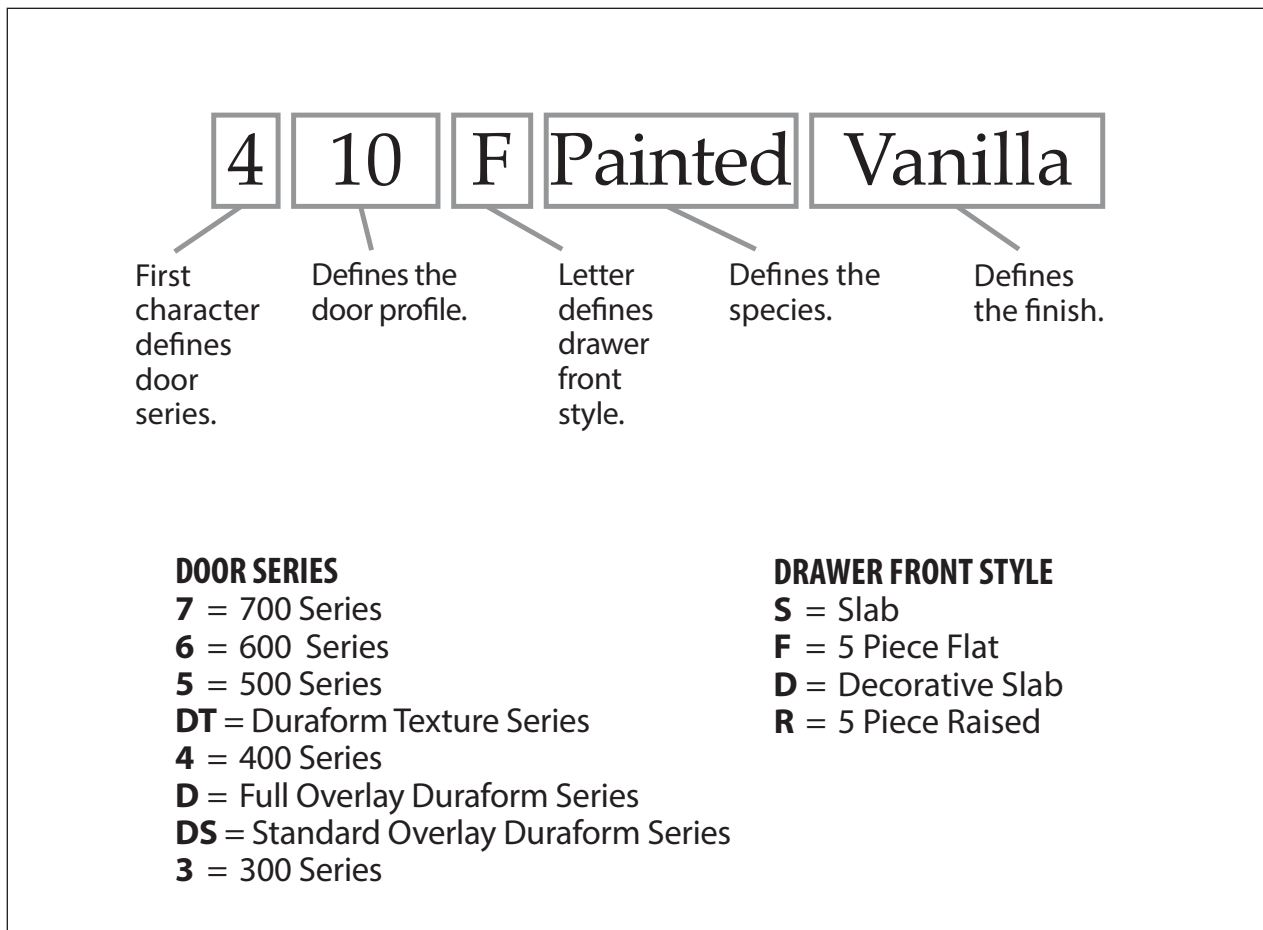 4 10 F Painted Vanilla
First
character
defines
door
series.
Defines the
door profile.
Letter
defines
drawer
front
style.
Defines the
species.
Defines
the finish.
DOOR SERIES
7 = 700 Series
6 = 600 Series
5 = 500 Series
DT = Duraform Texture Series
4 = 400 Series
D = Full Overlay Duraform Series
DS = Standard Overlay Duraform Series
3 = 300 Series
DRAWER FRONT STYLE
S = Slab
F = 5 Piece Flat
D = Decorative Slab
R = 5 Piece Raised